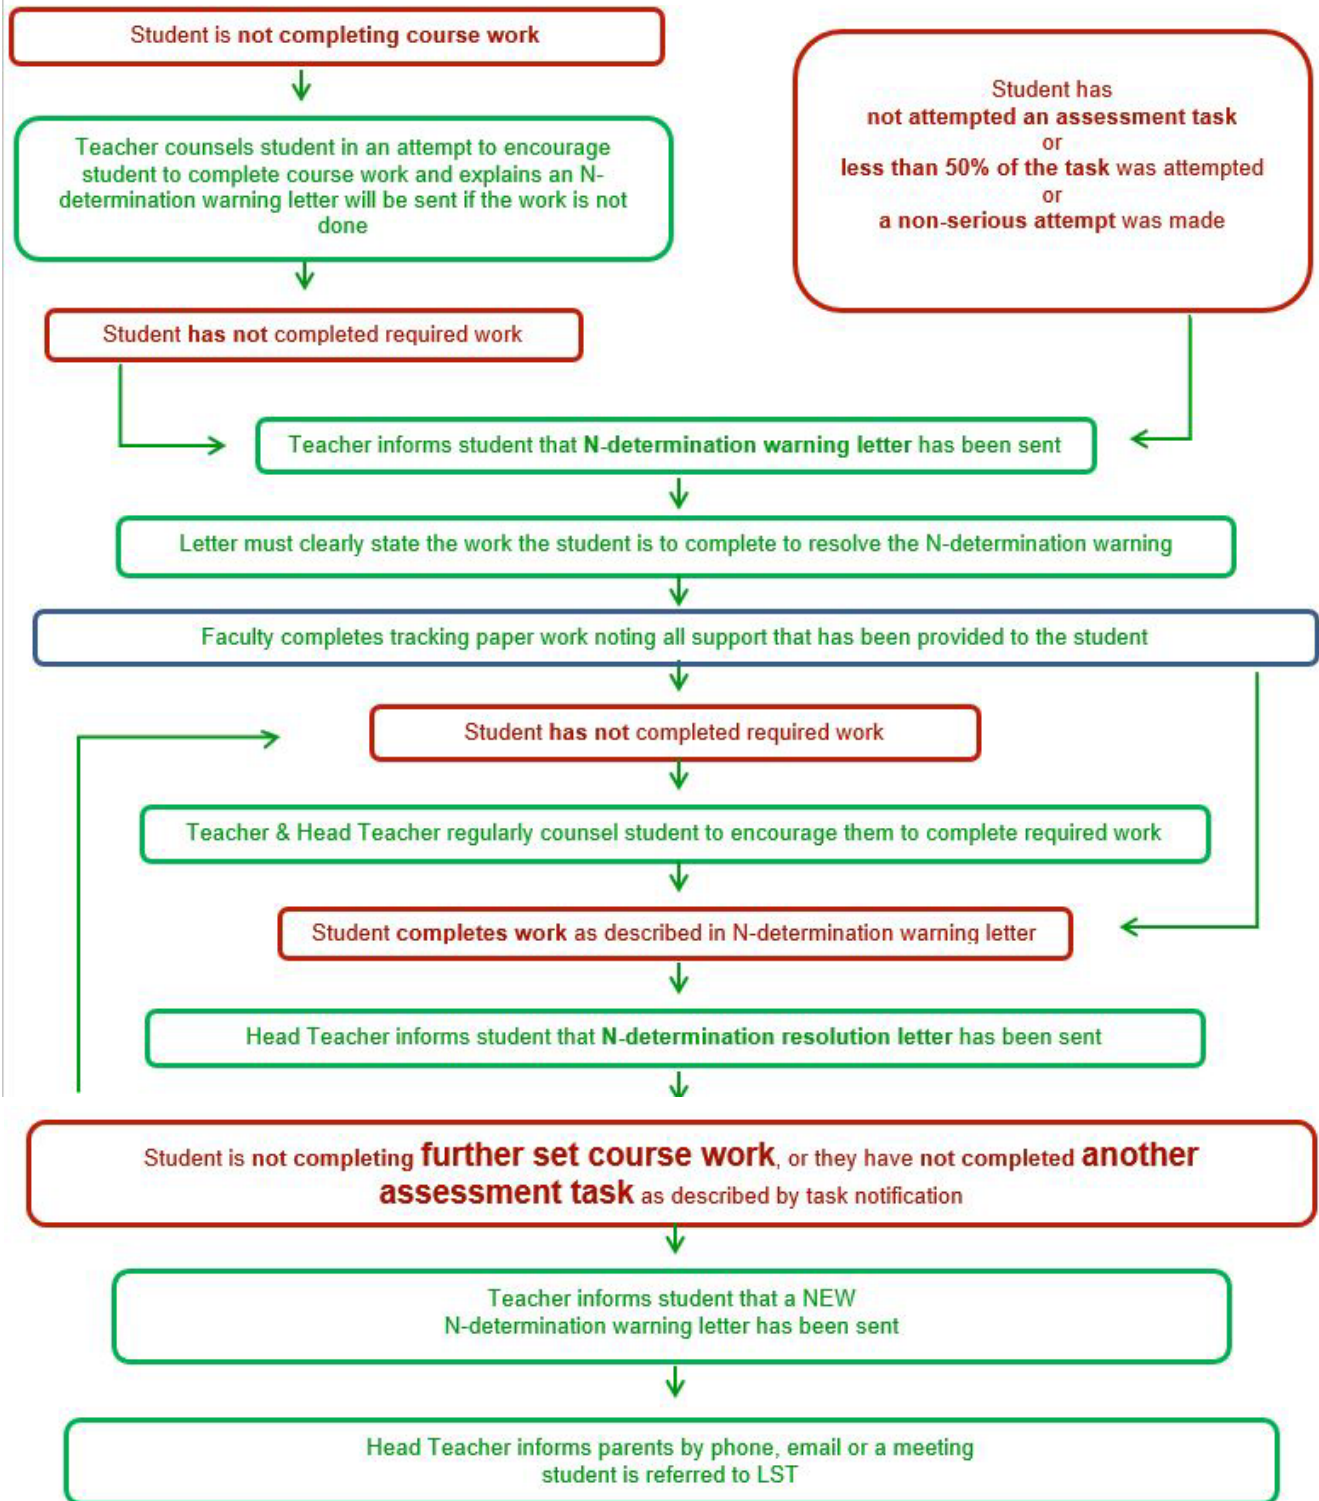 Student is not completing course work
Student has
not attempted an assessment task
or
less than 50% of the task was attempted
or
a non-serious attempt was made
Teacher counsels student in an attempt to encourage
student to complete course work and explains an N-
determination warning letter will be sent if the work is not
done
Student has not completed required work
Teacher informs student that N-determination warning letter has been sent
Letter must clearly state the work the student is to complete to resolve the N-determination warning
Faculty completes tracking paper work noting all support that has been provided to the student
Student has not completed required work
Teacher & Head Teacher regularly counsel student to encourage them to complete required work
Student completes work as described in N-determination warning letter
Head Teacher informs student that N-determination resolution letter has been sent
Student is not completing further set course work, or they have not completed another
assessment task as described by task notification
Teacher informs student that a NEW
N-determination warning letter has been sent
Head Teacher informs parents by phone, email or a meeting
student is referred to LST